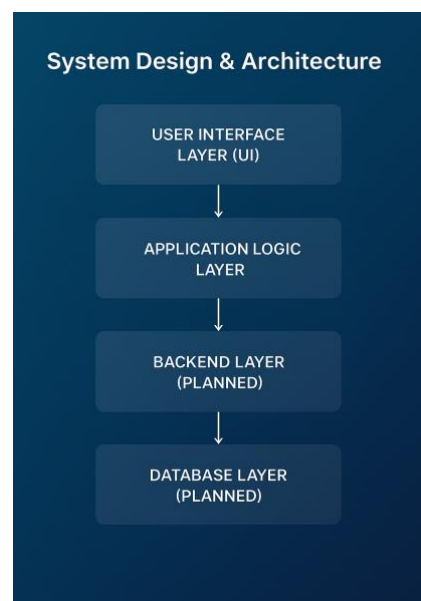 System Design & Architecture
USER INTERFACE
LAYER (UI)
APPLICATION LOGIC
LAYER
BACKEND LAYER
(PLANNED)
DATABASE LAYER
(PLANNED)